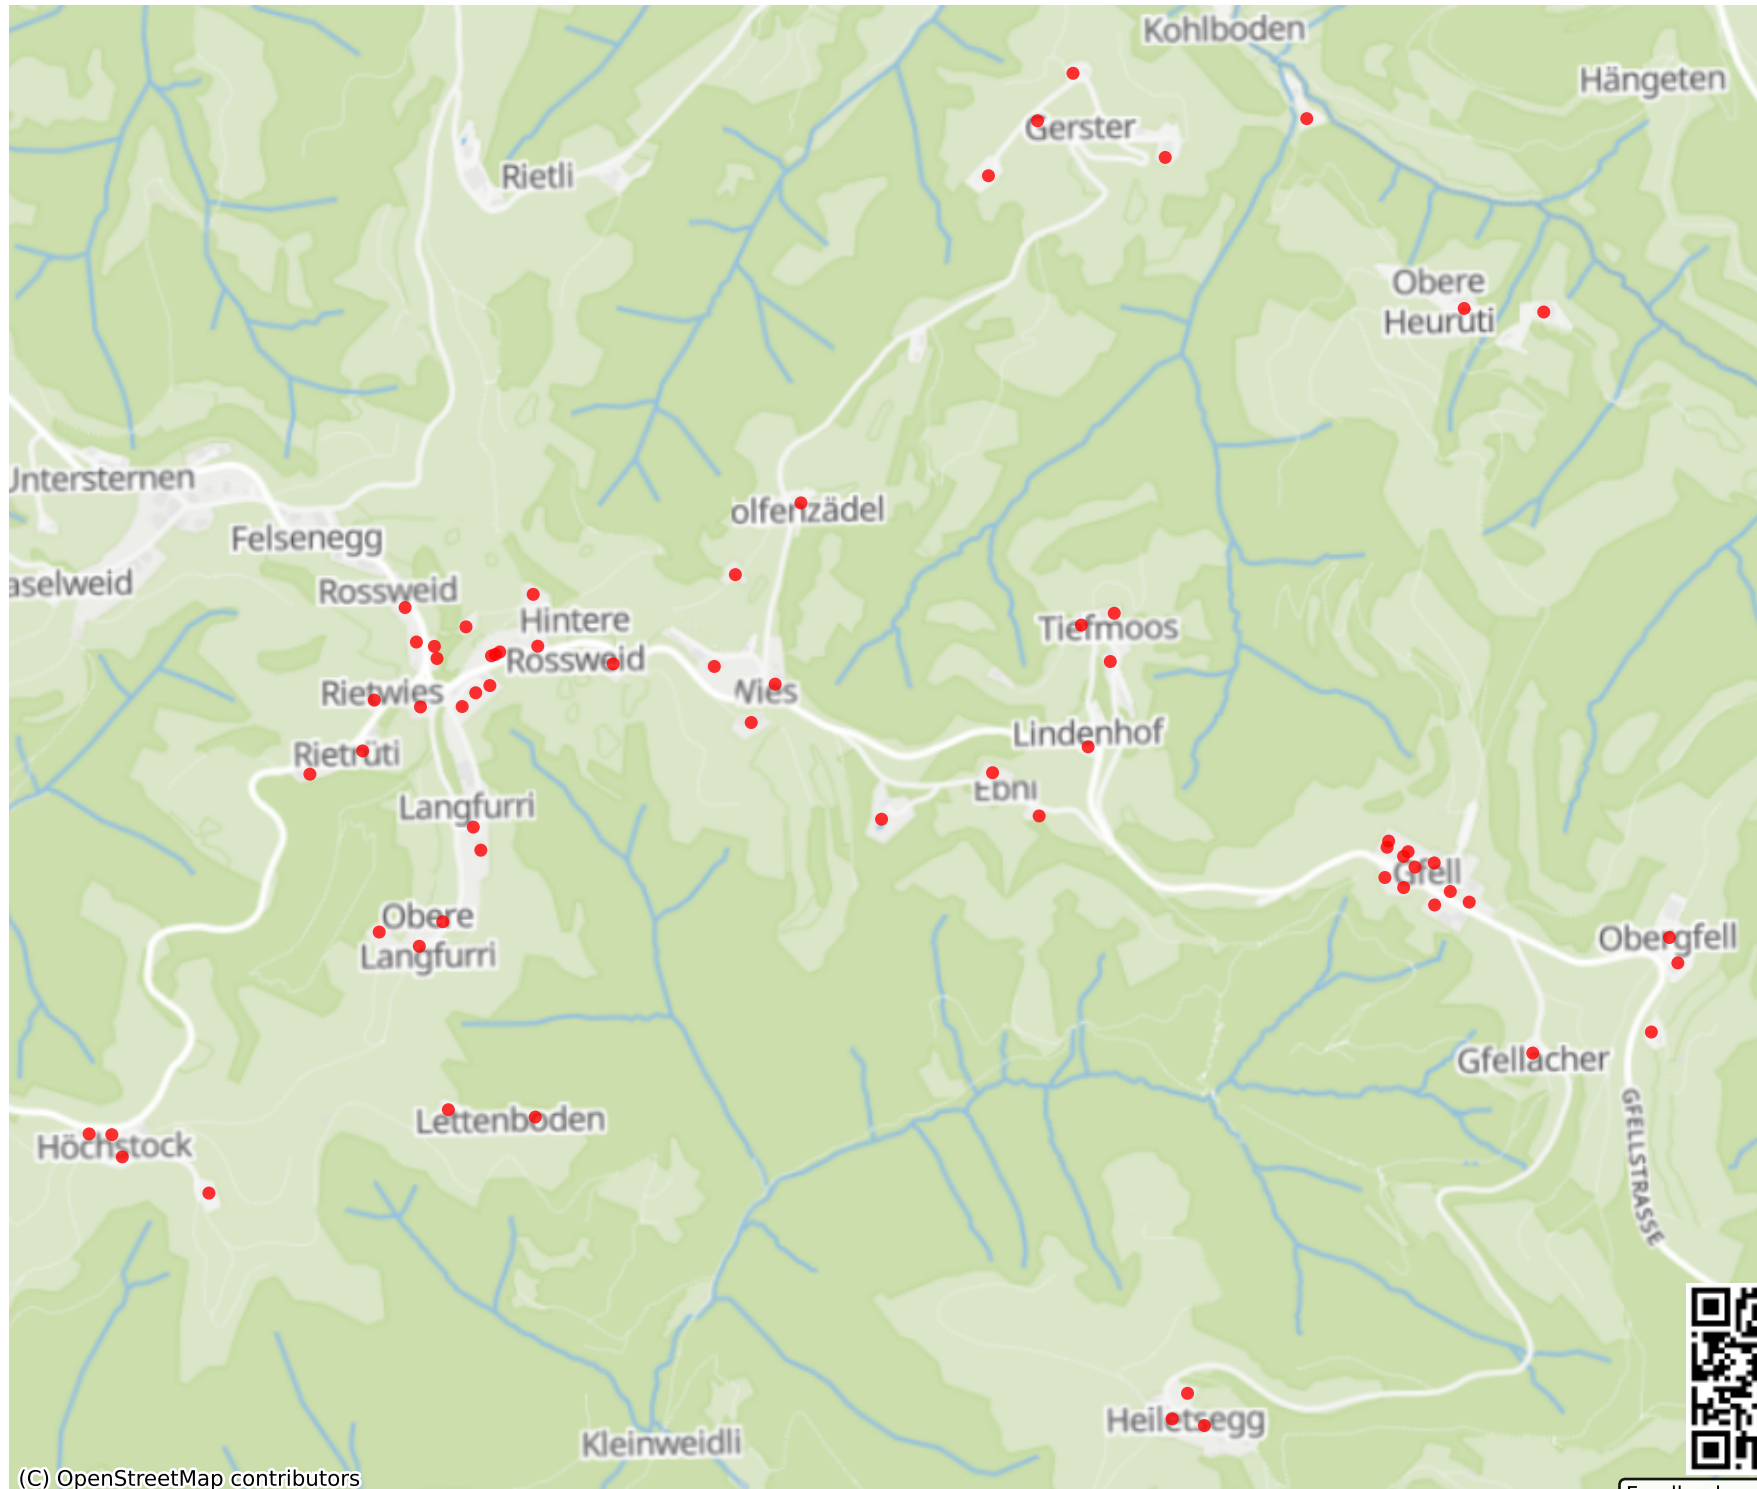 Kohlboden
Hängeten
Gerster
Rietli
Obere
Heurüti
Untersternen
olfenzädel
Felsenegg
aselweid
Rossweid
Hintere
Rossweid
Tiefmoos
Rietwies
Wies
Lindenhof
Rietrüti
Ebni
Langfurri
Gfell
Obere
Langfurri
Obergfell
Gfellacher
GFELLSTRASSE
Lettenboden
Höchstock
Heiletsegg
Kleinweidli
(C) OpenStreetMap contributors